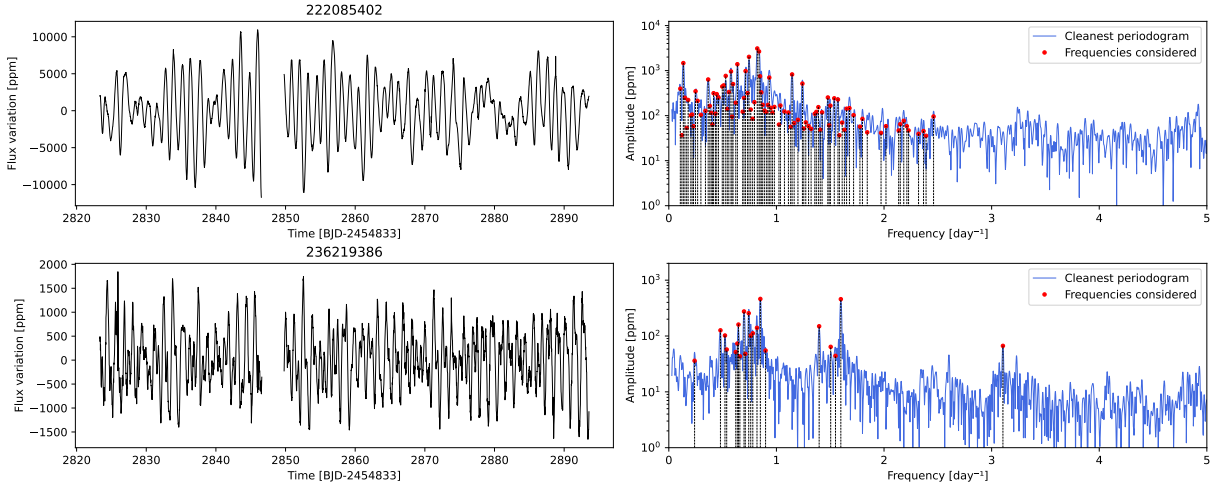 222085402
Flux variation [ppm]
10000
5000
0
−5000
−10000
2820 2830 2840 2850 2860 2870 2880 2890
Time [BJD-2454833]
Amplitude [ppm]
10⁴
10³
10²
10¹
10⁰
Cleanest periodogram
Frequencies considered
0 1 2 3 4 5
Frequency [day⁻¹]
236219386
Flux variation [ppm]
2000
1500
1000
500
0
−500
−1000
−1500
2820 2830 2840 2850 2860 2870 2880 2890
Time [BJD-2454833]
Amplitude [ppm]
10³
10²
10¹
10⁰
Cleanest periodogram
Frequencies considered
0 1 2 3 4 5
Frequency [day⁻¹]